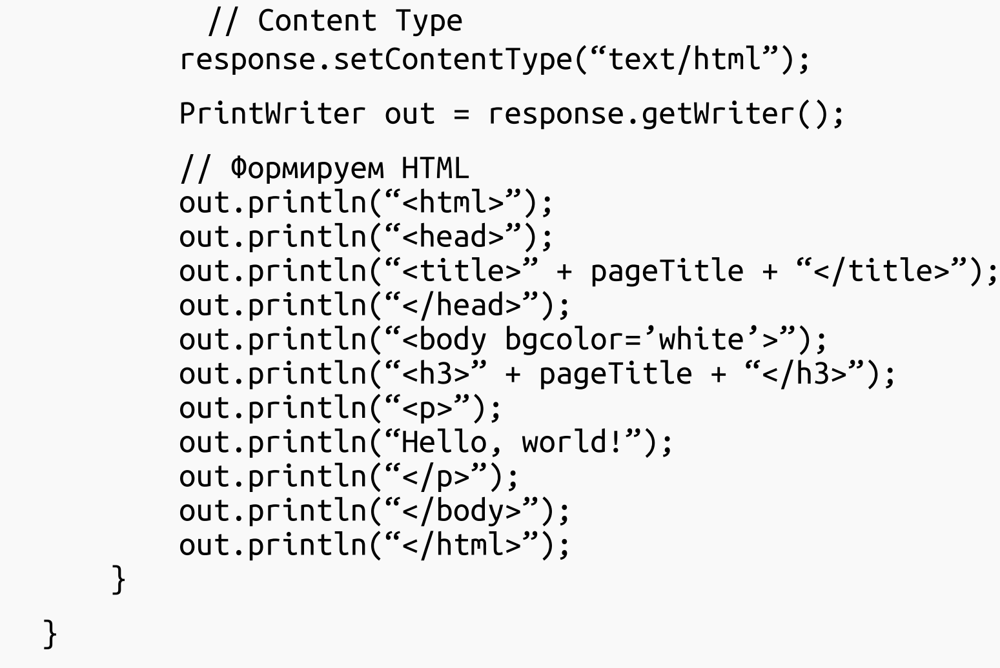 // Content Type
response.setContentType(“text/html”);
PrintWriter out = response.getWriter();
// Формируем HTML
out.println(“<html>”);
out.println(“<head>”);
out.println(“<title>” + pageTitle + “</title>”);
out.println(“</head>”);
out.println(“<body bgcolor=’white’>”);
out.println(“<h3>” + pageTitle + “</h3>”);
out.println(“<p>”);
out.println(“Hello, world!”);
out.println(“</p>”);
out.println(“</body>”);
out.println(“</html>”);
}
}